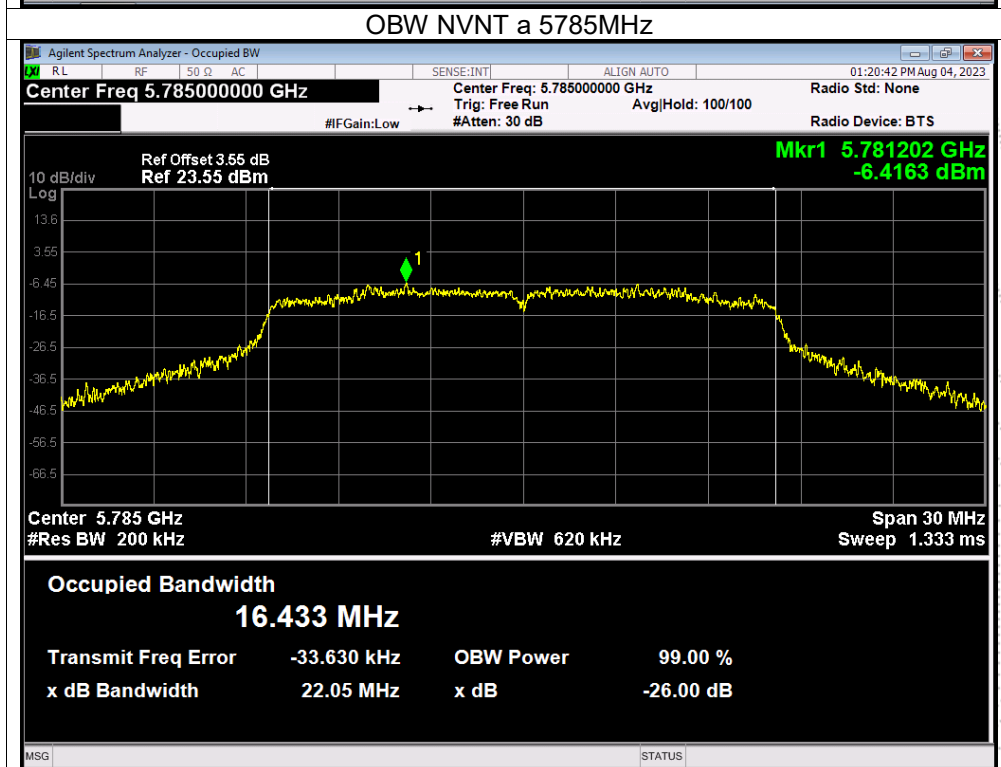 OBW NVNT a 5785MHz
Agilent Spectrum Analyzer - Occupied BW
LXI RL RF 50 Ω AC SENSE:INT ALIGN AUTO 01:20:42 PM Aug 04, 2023
Center Freq 5.785000000 GHz Center Freq: 5.785000000 GHz Radio Std: None
Trig: Free Run Avg|Hold: 100/100
#IFGain:Low #Atten: 30 dB Radio Device: BTS
Mkr1 5.781202 GHz
-6.4163 dBm
Ref Offset 3.55 dB
10 dB/div Ref 23.55 dBm
Log
13.6
3.55
1
-6.45
-16.5
-26.5
-36.5
-46.5
-56.5
-66.5
Center 5.785 GHz Span 30 MHz
#Res BW 200 kHz #VBW 620 kHz Sweep 1.333 ms
Occupied Bandwidth
16.433 MHz
Transmit Freq Error -33.630 kHz OBW Power 99.00 %
x dB Bandwidth 22.05 MHz x dB -26.00 dB
MSG STATUS